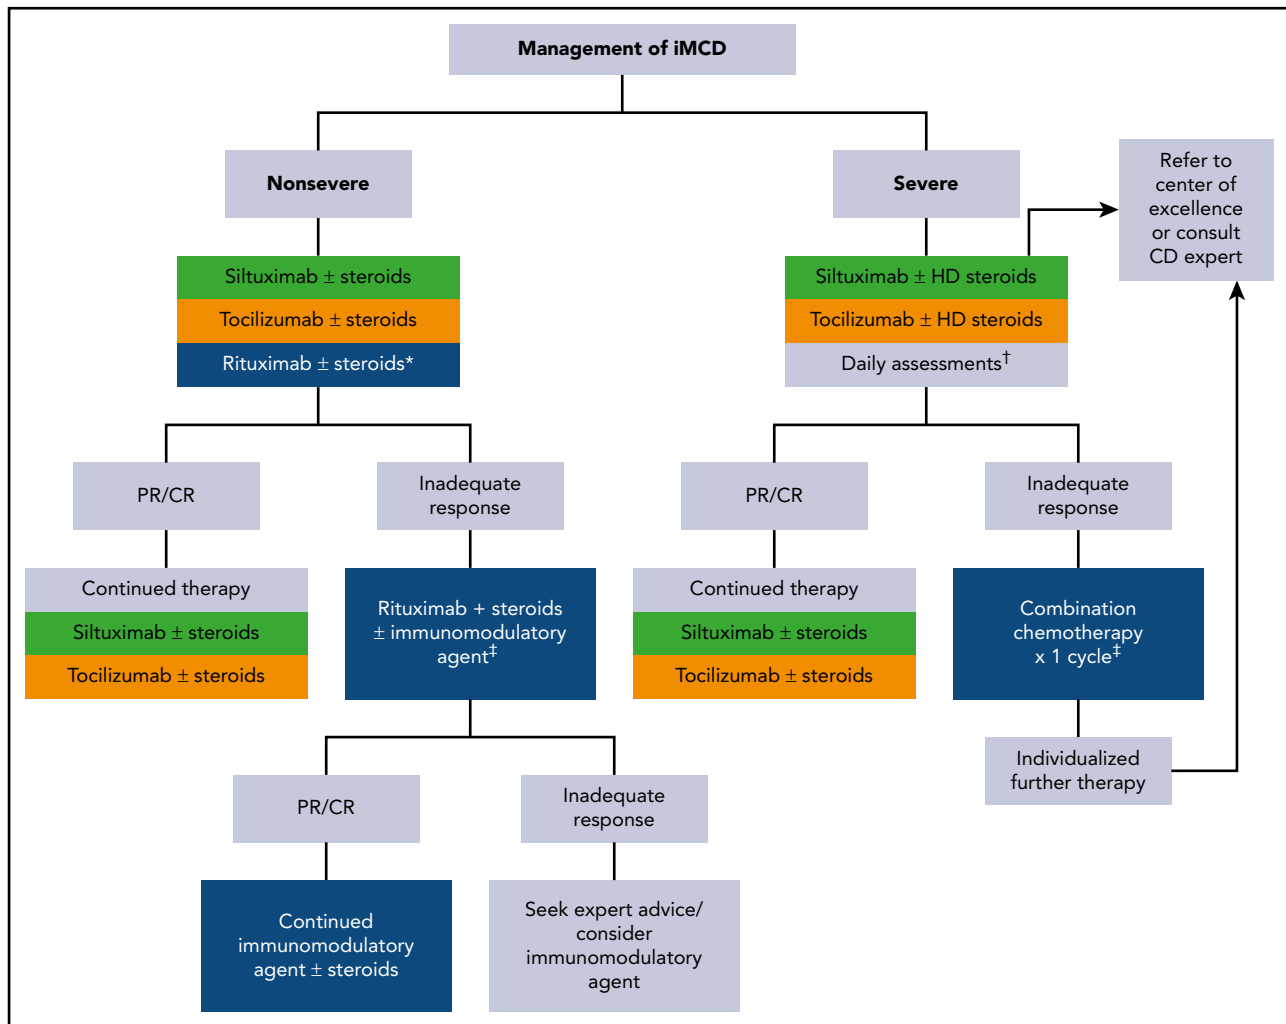 Management of iMCD
Nonsevere
Severe
Refer to
center of
excellence
or consult
CD expert
Siltuximab ± steroids
Tocilizumab ± steroids
Rituximab ± steroids*
Siltuximab ± HD steroids
Tocilizumab ± HD steroids
Daily assessments†
PR/CR
Inadequate
response
PR/CR
Inadequate
response
Continued therapy
Siltuximab ± steroids
Tocilizumab ± steroids
Rituximab + steroids
± immunomodulatory
agent‡
Continued therapy
Siltuximab ± steroids
Tocilizumab ± steroids
Combination
chemotherapy
x 1 cycle‡
Individualized
further therapy
PR/CR
Inadequate
response
Continued
immunomodulatory
agent ± steroids
Seek expert advice/
consider
immunomodulatory
agent